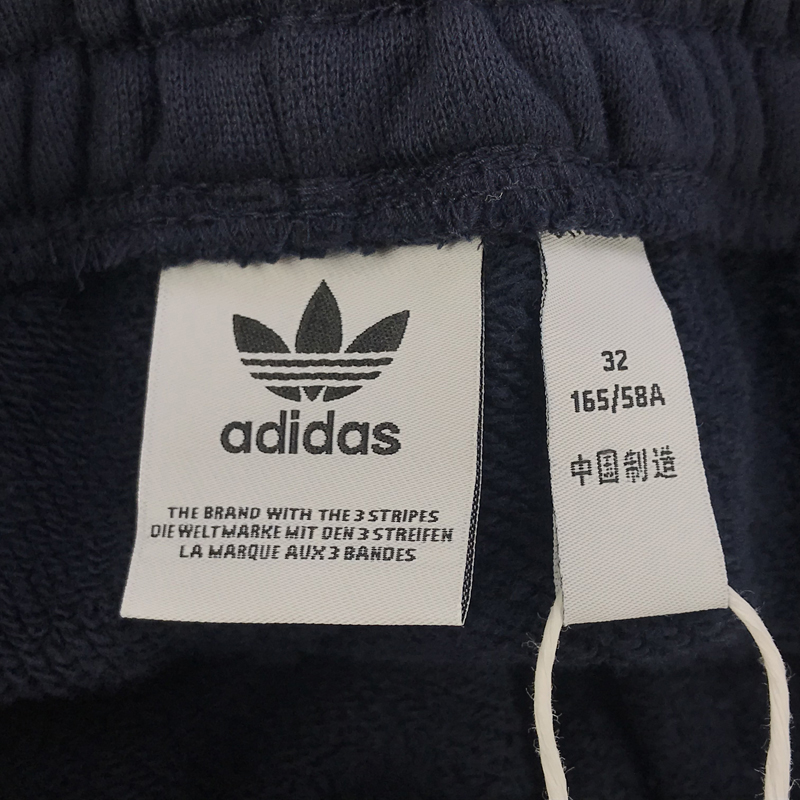 adidas
THE BRAND WITH THE 3 STRIPES
DIE WELTMARKE MIT DEN 3 STREIFEN
LA MARQUE AUX 3 BANDES
32
165/58A
中国制造